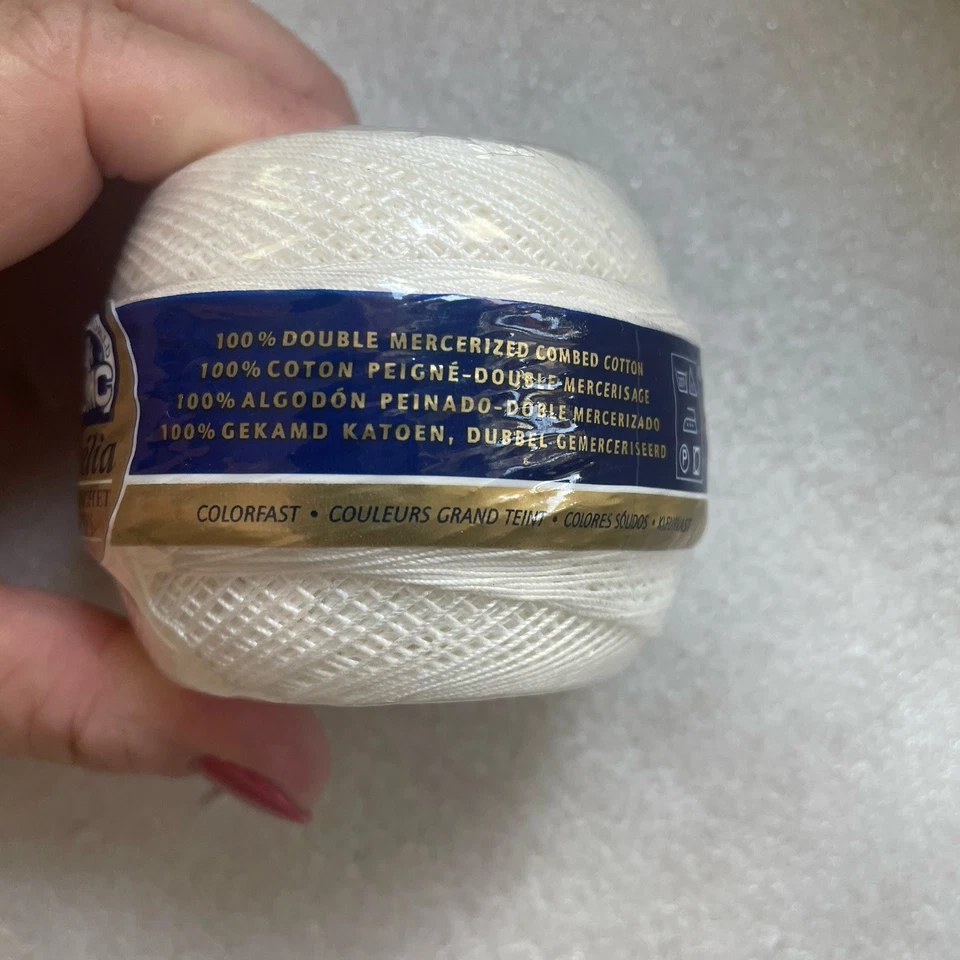 100% DOUBLE MERCERIZED COMBED COTTON
100% COTON PEIGNÉ-DOUBLE MERCERISAGE
100% ALGODÓN PEINADO-DOBLE MERCERIZADO
100% GEKAMD KATOEN, DUBBEL GEMERCERISEERD
COLORFAST • COULEURS GRAND TEINT • COLORES SÓLIDOS •
P